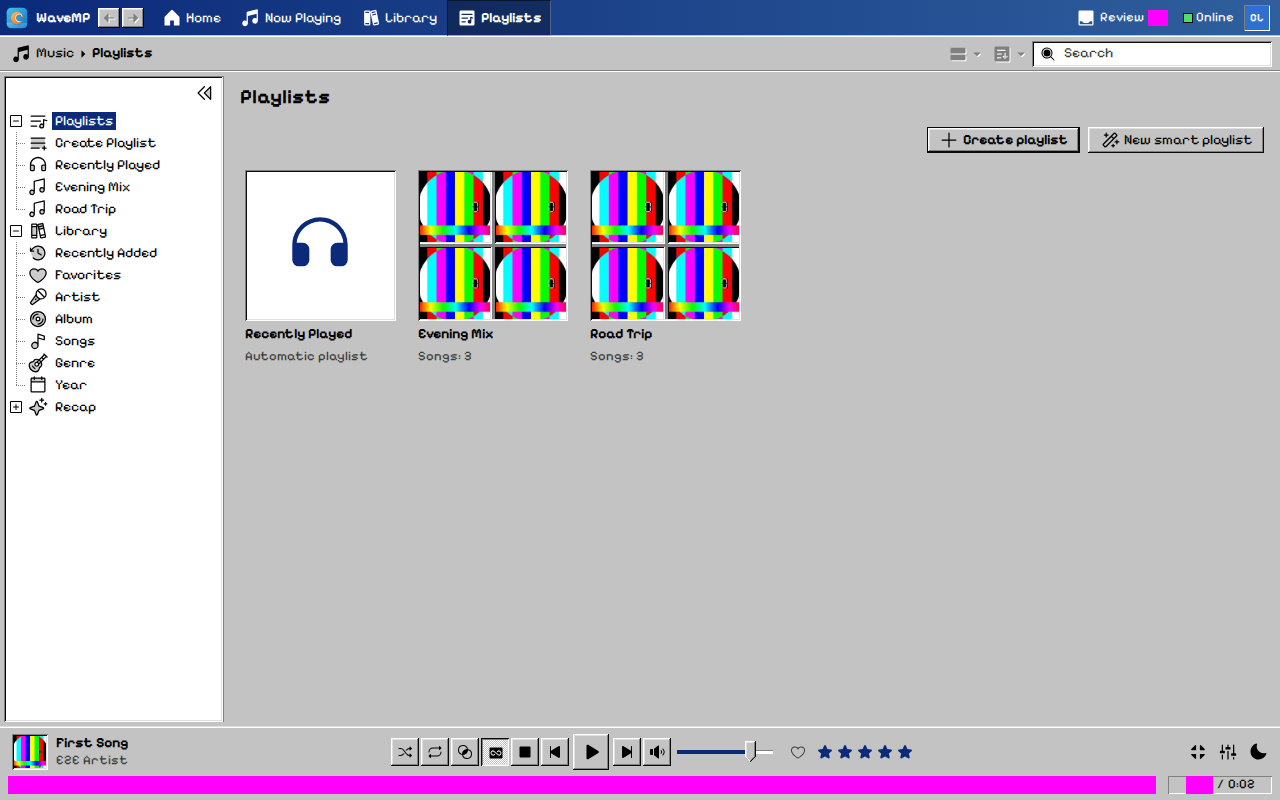 WaveMP
Home
Now Playing
Library
Playlists
Review
Online
OL
Music › Playlists
Search
Playlists
Create Playlist
Recently Played
Evening Mix
Road Trip
Library
Recently Added
Favorites
Artist
Album
Songs
Genre
Year
Recap
Playlists
Create playlist
New smart playlist
Recently Played
Automatic playlist
Evening Mix
Songs: 3
Road Trip
Songs: 3
First Song
E2E Artist
/ 0:02